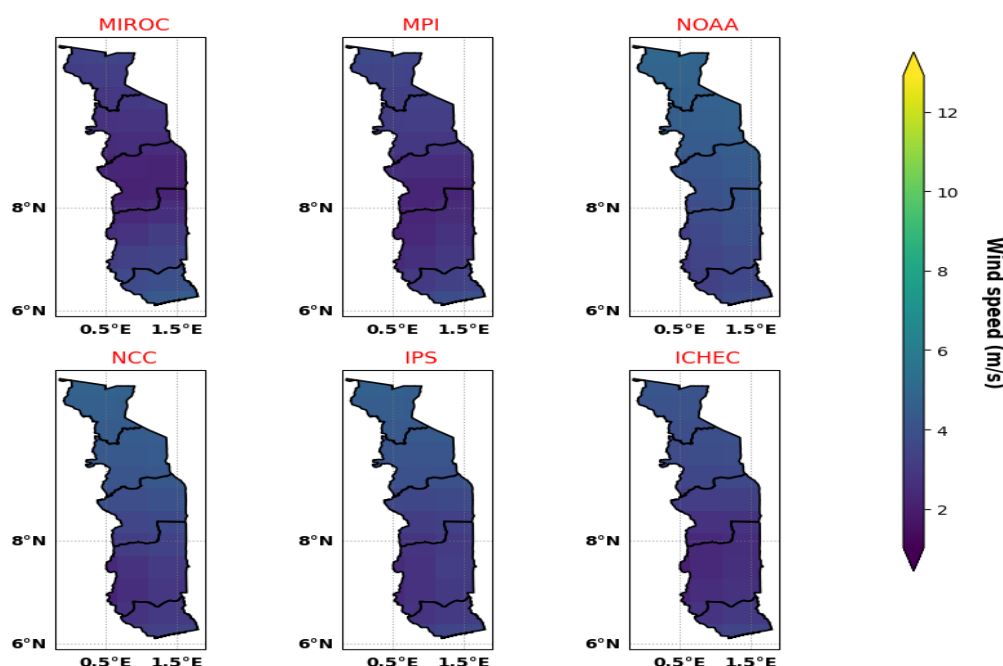 MIROC MPI NOAA
8°N 8°N 8°N
6°N 6°N 6°N
0.5°E 1.5°E 0.5°E 1.5°E 0.5°E 1.5°E
NCC IPS ICHEC
8°N 8°N 8°N
6°N 6°N 6°N
0.5°E 1.5°E 0.5°E 1.5°E 0.5°E 1.5°E
12
10
8
6
4
2
Wind speed (m/s)